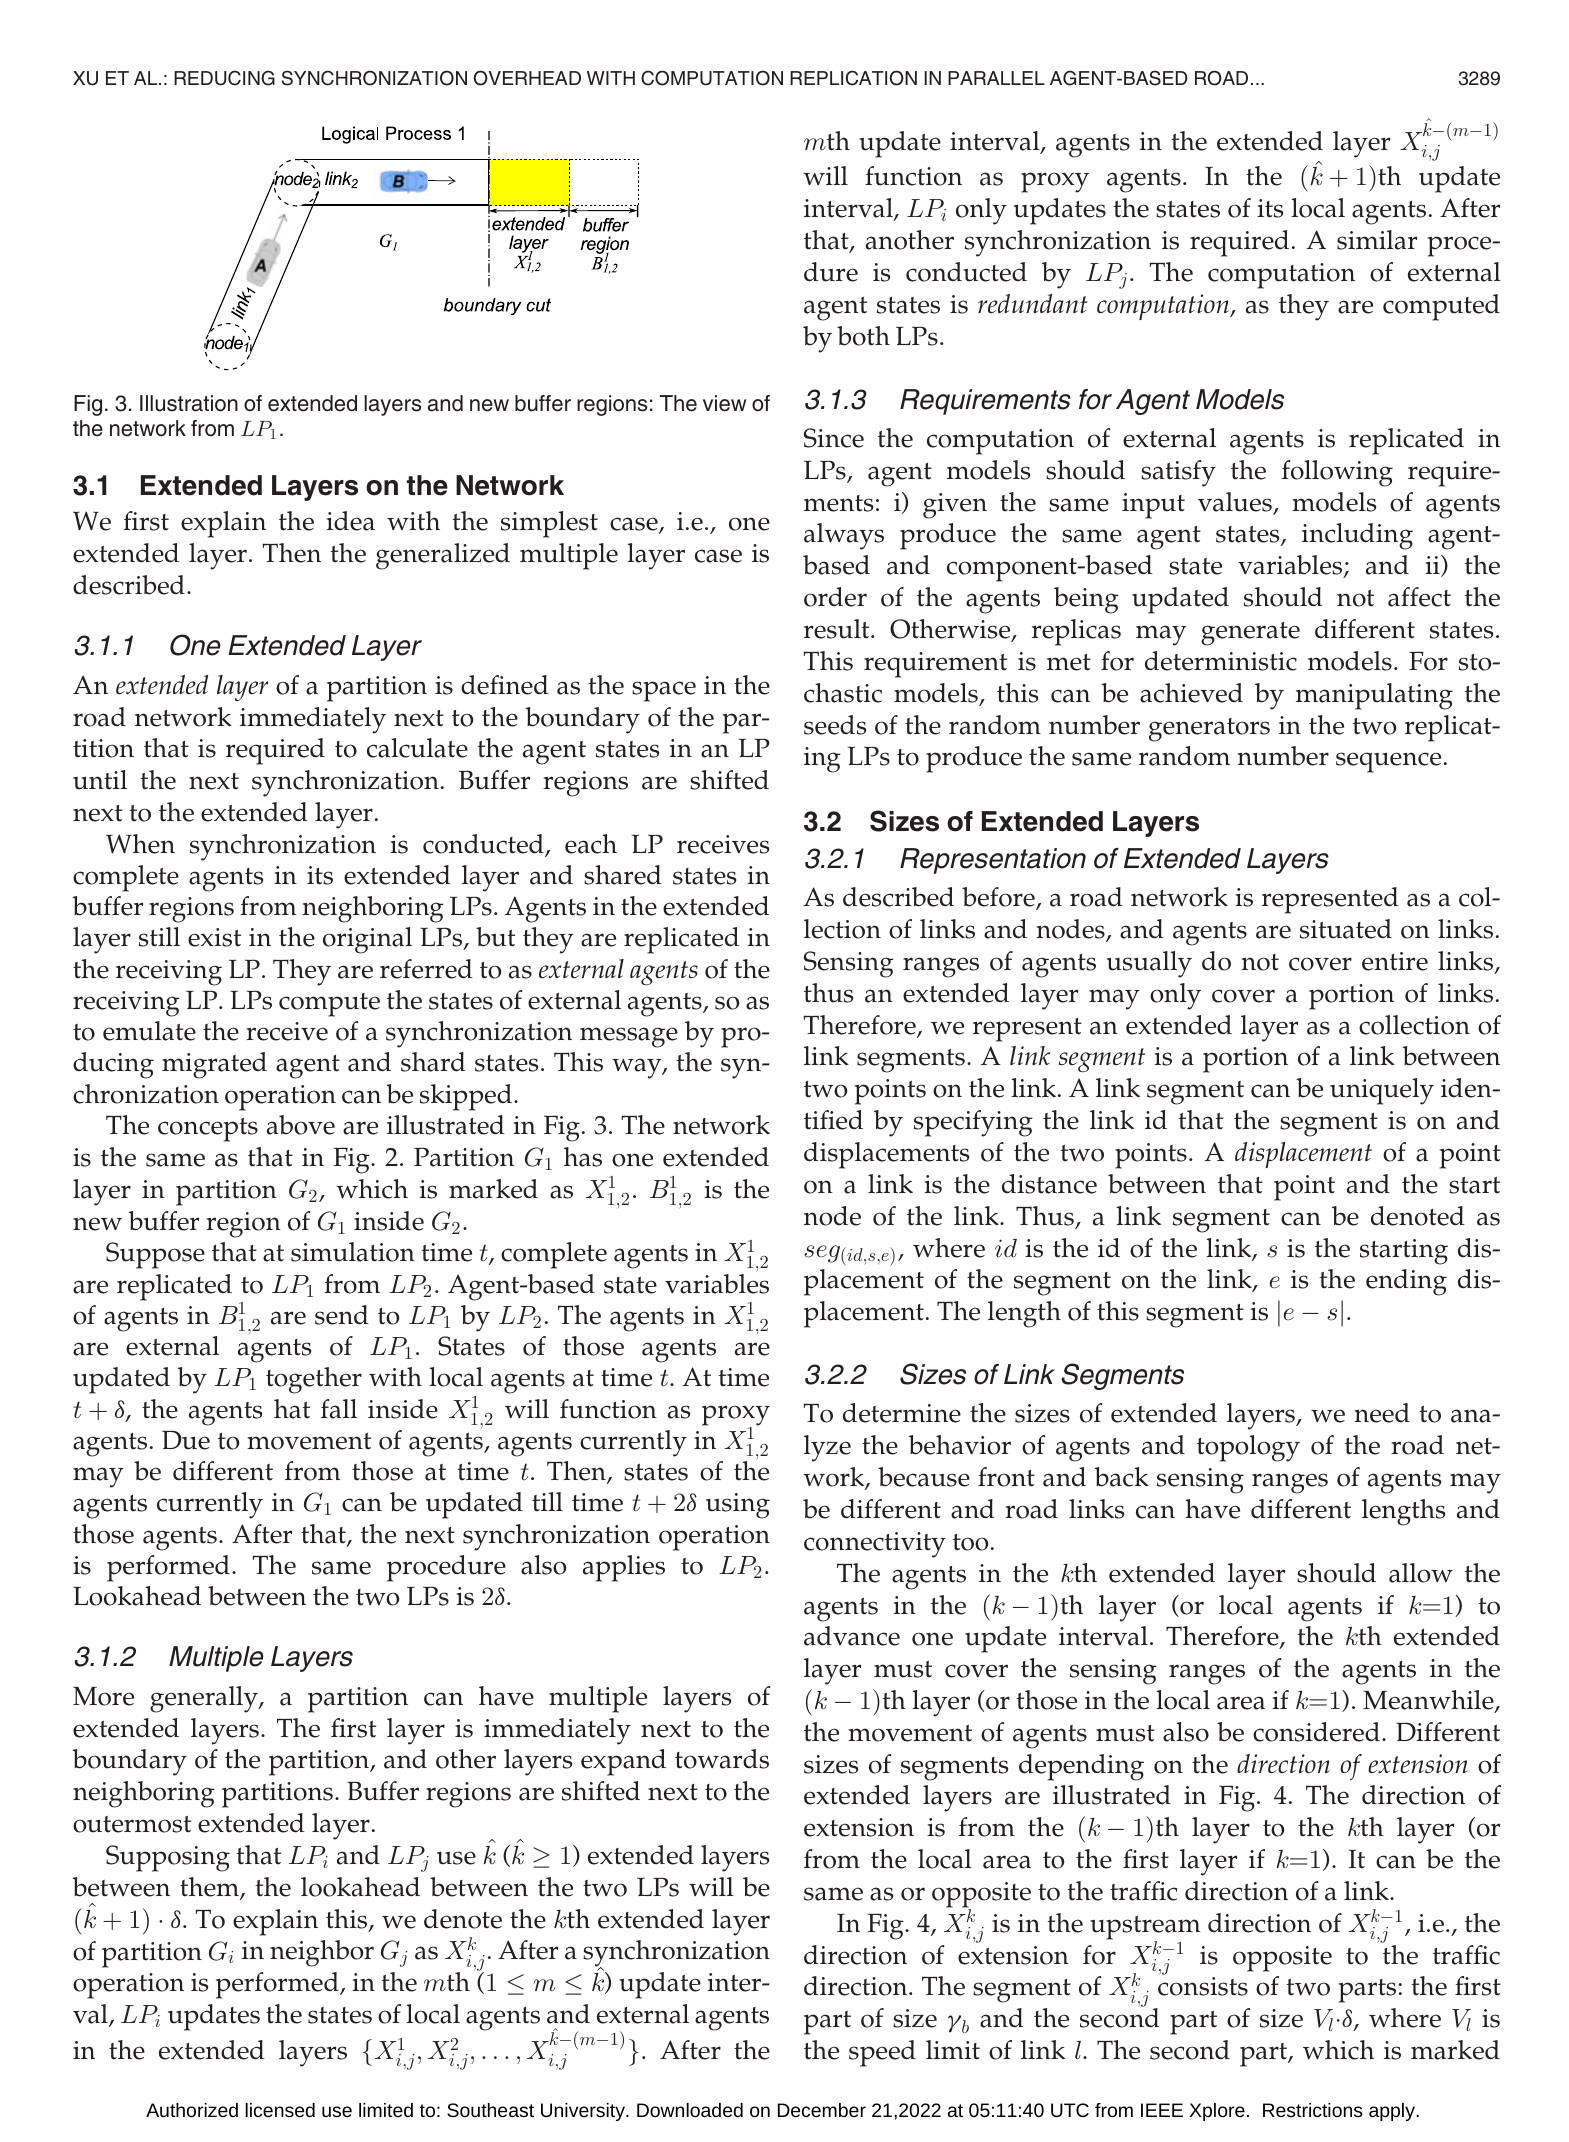 XU ET AL.: REDUCING SYNCHRONIZATION OVERHEAD WITH COMPUTATION REPLICATION IN PARALLEL AGENT-BASED ROAD... 3289
Logical Process 1
node2 link2 B
extended layer X^1_{1,2}
buffer region B^1_{1,2}
G_1
A
link1
boundary cut
node1
Fig. 3. Illustration of extended layers and new buffer regions: The view of
the network from LP_1.
3.1 Extended Layers on the Network
We first explain the idea with the simplest case, i.e., one
extended layer. Then the generalized multiple layer case is
described.
3.1.1 One Extended Layer
An extended layer of a partition is defined as the space in the
road network immediately next to the boundary of the par-
tition that is required to calculate the agent states in an LP
until the next synchronization. Buffer regions are shifted
next to the extended layer.
When synchronization is conducted, each LP receives
complete agents in its extended layer and shared states in
buffer regions from neighboring LPs. Agents in the extended
layer still exist in the original LPs, but they are replicated in
the receiving LP. They are referred to as external agents of the
receiving LP. LPs compute the states of external agents, so as
to emulate the receive of a synchronization message by pro-
ducing migrated agent and shard states. This way, the syn-
chronization operation can be skipped.
The concepts above are illustrated in Fig. 3. The network
is the same as that in Fig. 2. Partition G_1 has one extended
layer in partition G_2, which is marked as X^1_{1,2}. B^1_{1,2} is the
new buffer region of G_1 inside G_2.
Suppose that at simulation time t, complete agents in X^1_{1,2}
are replicated to LP_1 from LP_2. Agent-based state variables
of agents in B^1_{1,2} are send to LP_1 by LP_2. The agents in X^1_{1,2}
are external agents of LP_1. States of those agents are
updated by LP_1 together with local agents at time t. At time
t + δ, the agents hat fall inside X^1_{1,2} will function as proxy
agents. Due to movement of agents, agents currently in X^1_{1,2}
may be different from those at time t. Then, states of the
agents currently in G_1 can be updated till time t + 2δ using
those agents. After that, the next synchronization operation
is performed. The same procedure also applies to LP_2.
Lookahead between the two LPs is 2δ.
3.1.2 Multiple Layers
More generally, a partition can have multiple layers of
extended layers. The first layer is immediately next to the
boundary of the partition, and other layers expand towards
neighboring partitions. Buffer regions are shifted next to the
outermost extended layer.
Supposing that LP_i and LP_j use k̂ (k̂ ≥ 1) extended layers
between them, the lookahead between the two LPs will be
(k̂ + 1) · δ. To explain this, we denote the kth extended layer
of partition G_i in neighbor G_j as X^k_{i,j}. After a synchronization
operation is performed, in the mth (1 ≤ m ≤ k̂) update inter-
val, LP_i updates the states of local agents and external agents
in the extended layers {X^1_{i,j}, X^2_{i,j}, . . . , X^{k̂−(m−1)}_{i,j}}. After the
mth update interval, agents in the extended layer X^{k̂−(m−1)}_{i,j}
will function as proxy agents. In the (k̂ + 1)th update
interval, LP_i only updates the states of its local agents. After
that, another synchronization is required. A similar proce-
dure is conducted by LP_j. The computation of external
agent states is redundant computation, as they are computed
by both LPs.
3.1.3 Requirements for Agent Models
Since the computation of external agents is replicated in
LPs, agent models should satisfy the following require-
ments: i) given the same input values, models of agents
always produce the same agent states, including agent-
based and component-based state variables; and ii) the
order of the agents being updated should not affect the
result. Otherwise, replicas may generate different states.
This requirement is met for deterministic models. For sto-
chastic models, this can be achieved by manipulating the
seeds of the random number generators in the two replicat-
ing LPs to produce the same random number sequence.
3.2 Sizes of Extended Layers
3.2.1 Representation of Extended Layers
As described before, a road network is represented as a col-
lection of links and nodes, and agents are situated on links.
Sensing ranges of agents usually do not cover entire links,
thus an extended layer may only cover a portion of links.
Therefore, we represent an extended layer as a collection of
link segments. A link segment is a portion of a link between
two points on the link. A link segment can be uniquely iden-
tified by specifying the link id that the segment is on and
displacements of the two points. A displacement of a point
on a link is the distance between that point and the start
node of the link. Thus, a link segment can be denoted as
seg_{(id,s,e)}, where id is the id of the link, s is the starting dis-
placement of the segment on the link, e is the ending dis-
placement. The length of this segment is |e − s|.
3.2.2 Sizes of Link Segments
To determine the sizes of extended layers, we need to ana-
lyze the behavior of agents and topology of the road net-
work, because front and back sensing ranges of agents may
be different and road links can have different lengths and
connectivity too.
The agents in the kth extended layer should allow the
agents in the (k − 1)th layer (or local agents if k=1) to
advance one update interval. Therefore, the kth extended
layer must cover the sensing ranges of the agents in the
(k − 1)th layer (or those in the local area if k=1). Meanwhile,
the movement of agents must also be considered. Different
sizes of segments depending on the direction of extension of
extended layers are illustrated in Fig. 4. The direction of
extension is from the (k − 1)th layer to the kth layer (or
from the local area to the first layer if k=1). It can be the
same as or opposite to the traffic direction of a link.
In Fig. 4, X^k_{i,j} is in the upstream direction of X^{k−1}_{i,j}, i.e., the
direction of extension for X^{k−1}_{i,j} is opposite to the traffic
direction. The segment of X^k_{i,j} consists of two parts: the first
part of size γ_b and the second part of size V_l·δ, where V_l is
the speed limit of link l. The second part, which is marked
Authorized licensed use limited to: Southeast University. Downloaded on December 21,2022 at 05:11:40 UTC from IEEE Xplore. Restrictions apply.